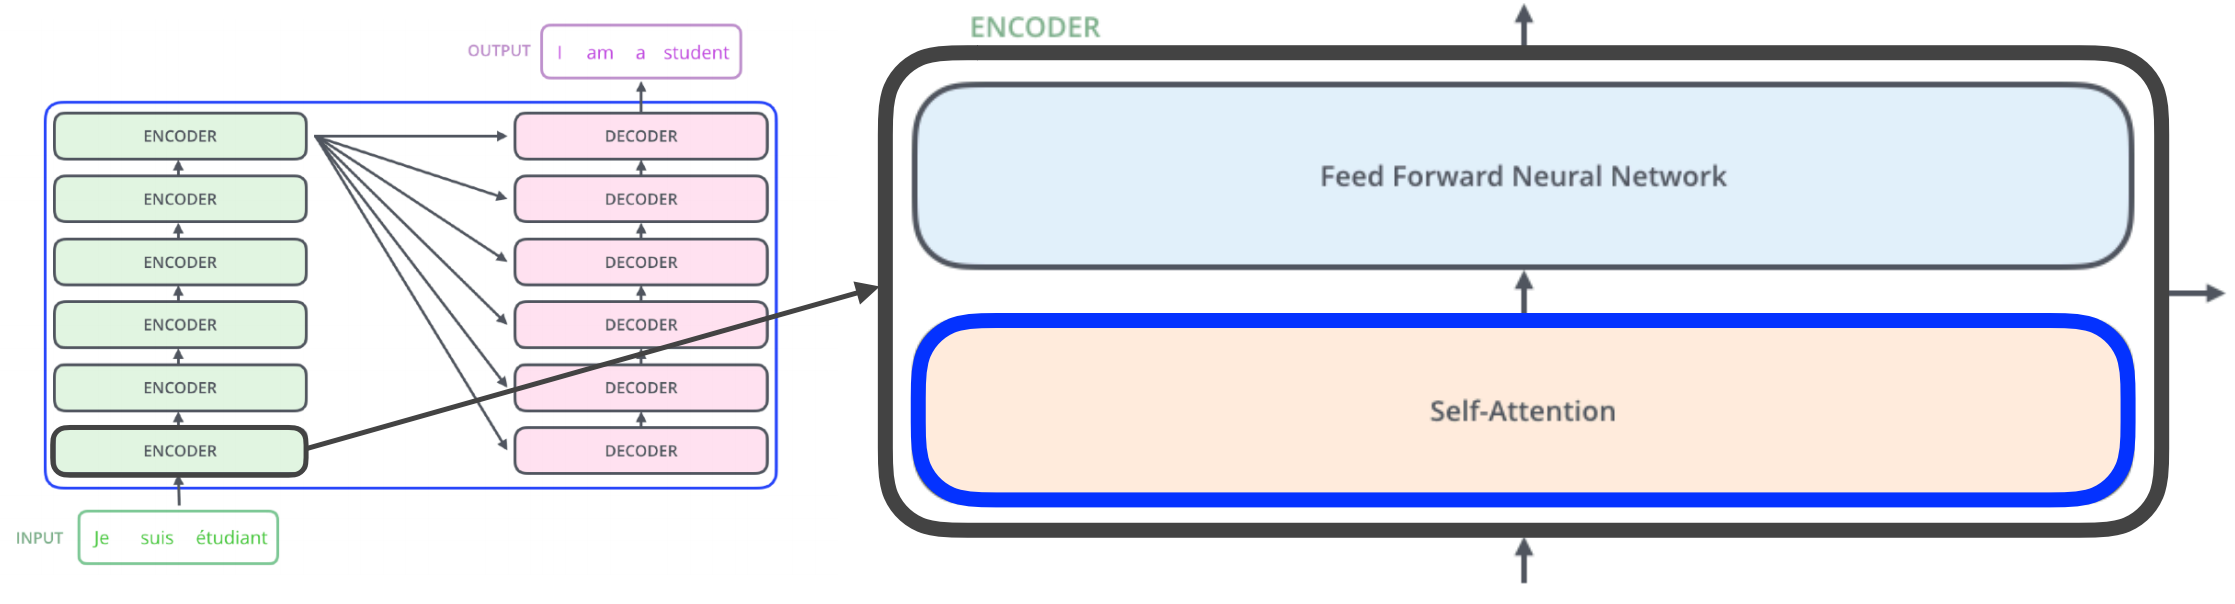 OUTPUT
I am a student
ENCODER
ENCODER
ENCODER
ENCODER
ENCODER
ENCODER
DECODER
DECODER
DECODER
DECODER
DECODER
DECODER
INPUT
Je suis étudiant
ENCODER
Feed Forward Neural Network
Self-Attention